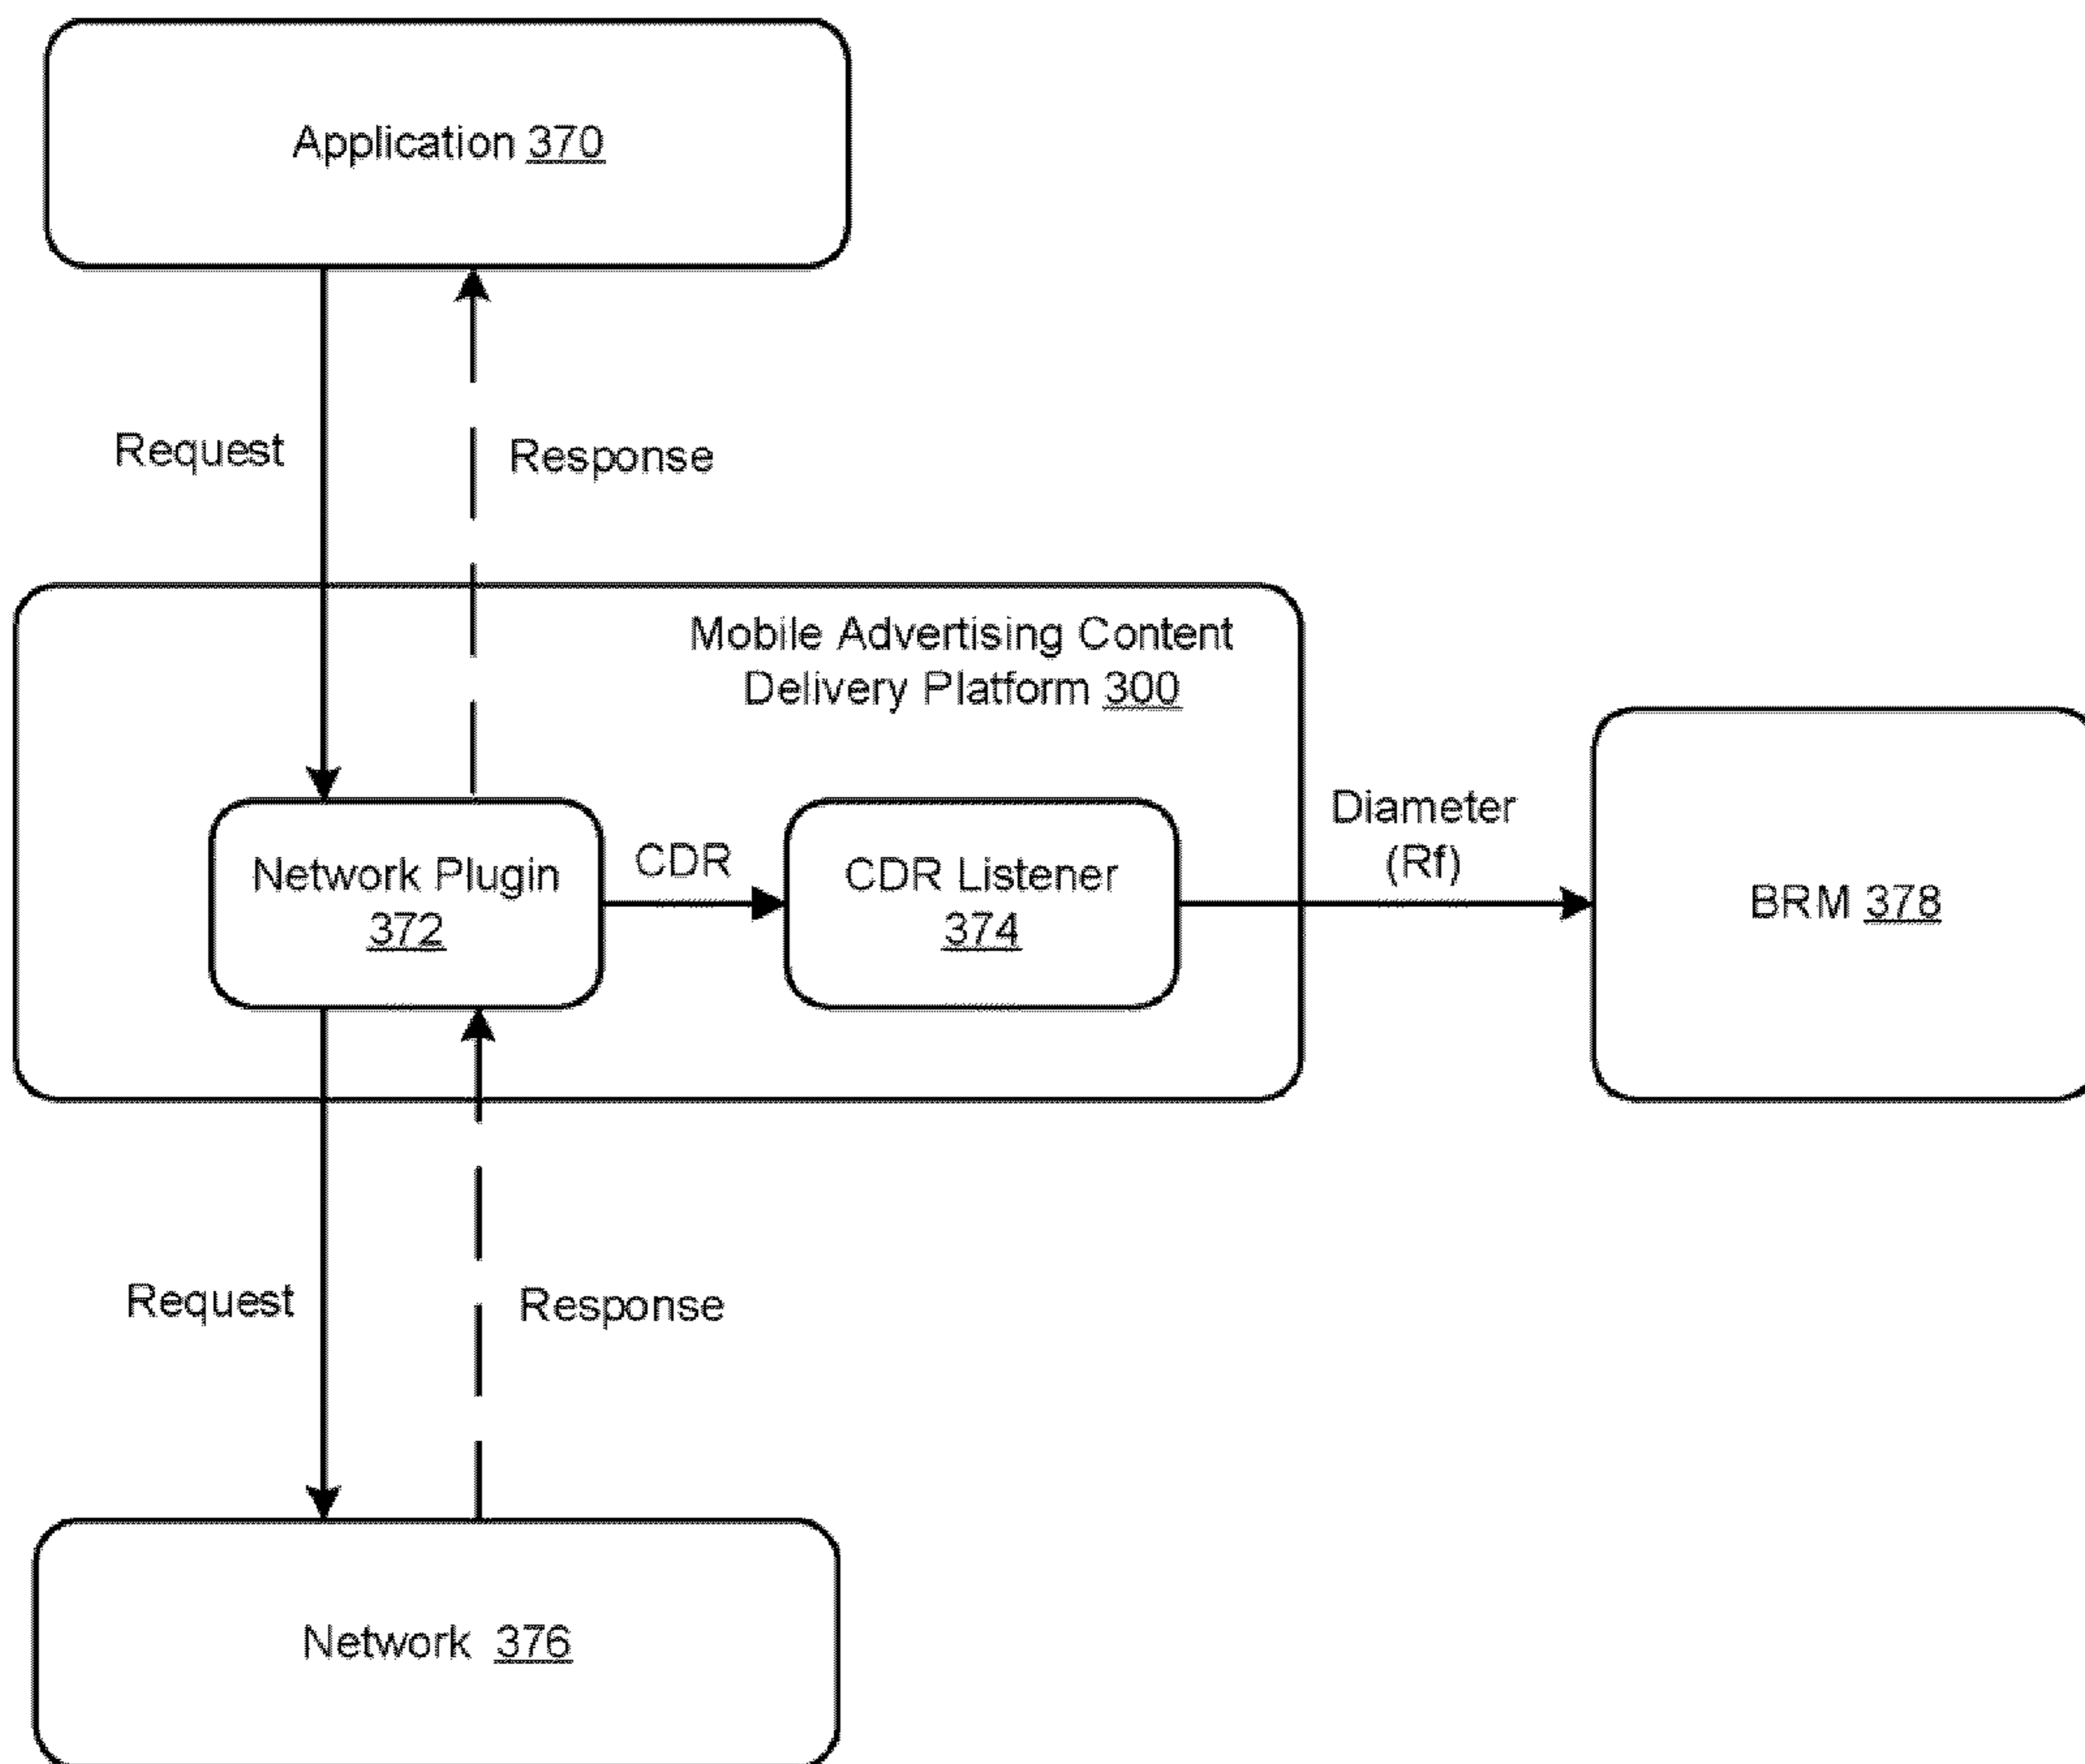 Application 370
Request
Response
Mobile Advertising Content
Delivery Platform 300
Network Plugin
372
CDR
CDR Listener
374
Diameter
(Rf)
BRM 378
Request
Response
Network 376